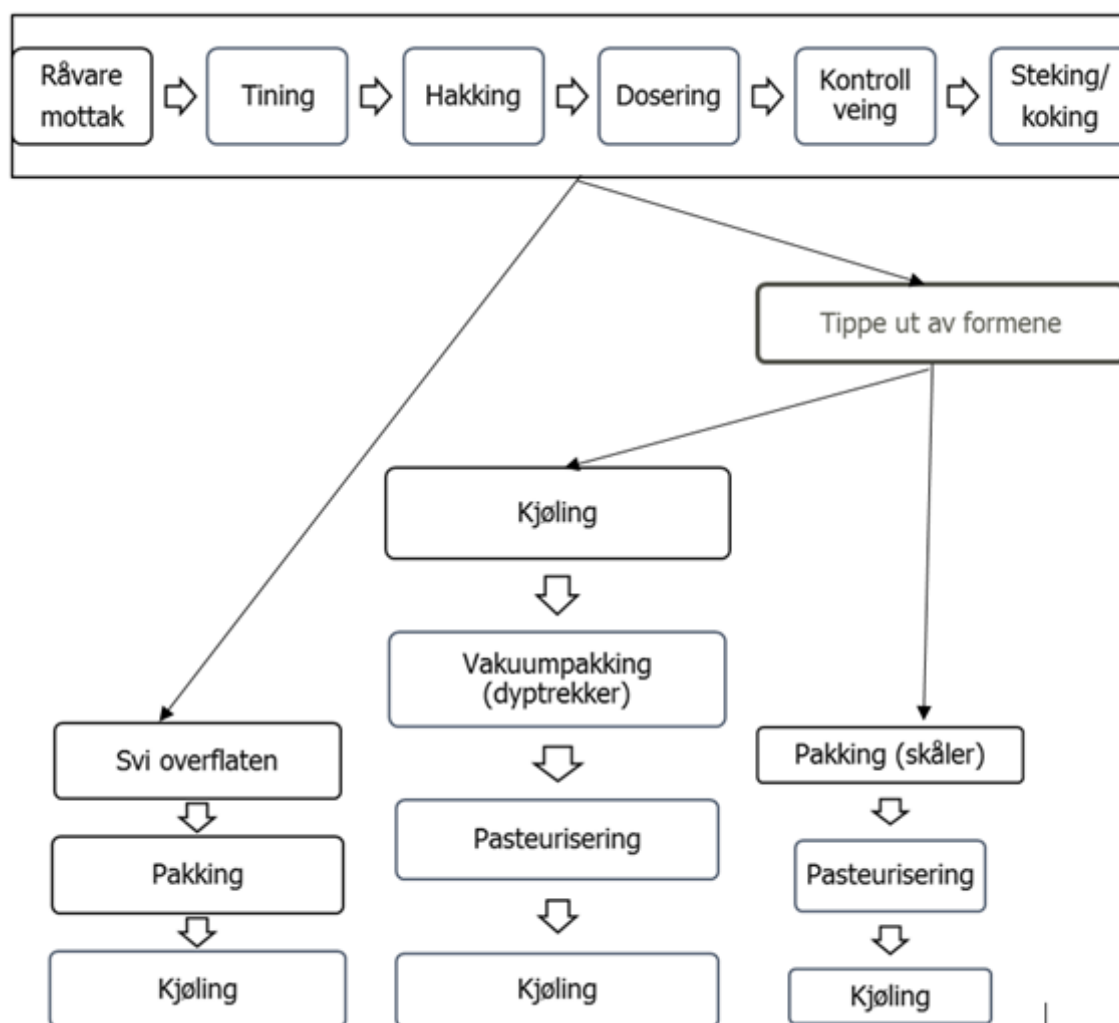 Råvare
mottak
Tining
Hakking
Dosering
Kontroll
veing
Steking/
koking
Tippe ut av formene
Kjøling
Vakuumpakking
(dyptrekker)
Svi overflaten
Pakking (skåler)
Pasteurisering
Pakking
Pasteurisering
Kjøling
Kjøling
Kjøling